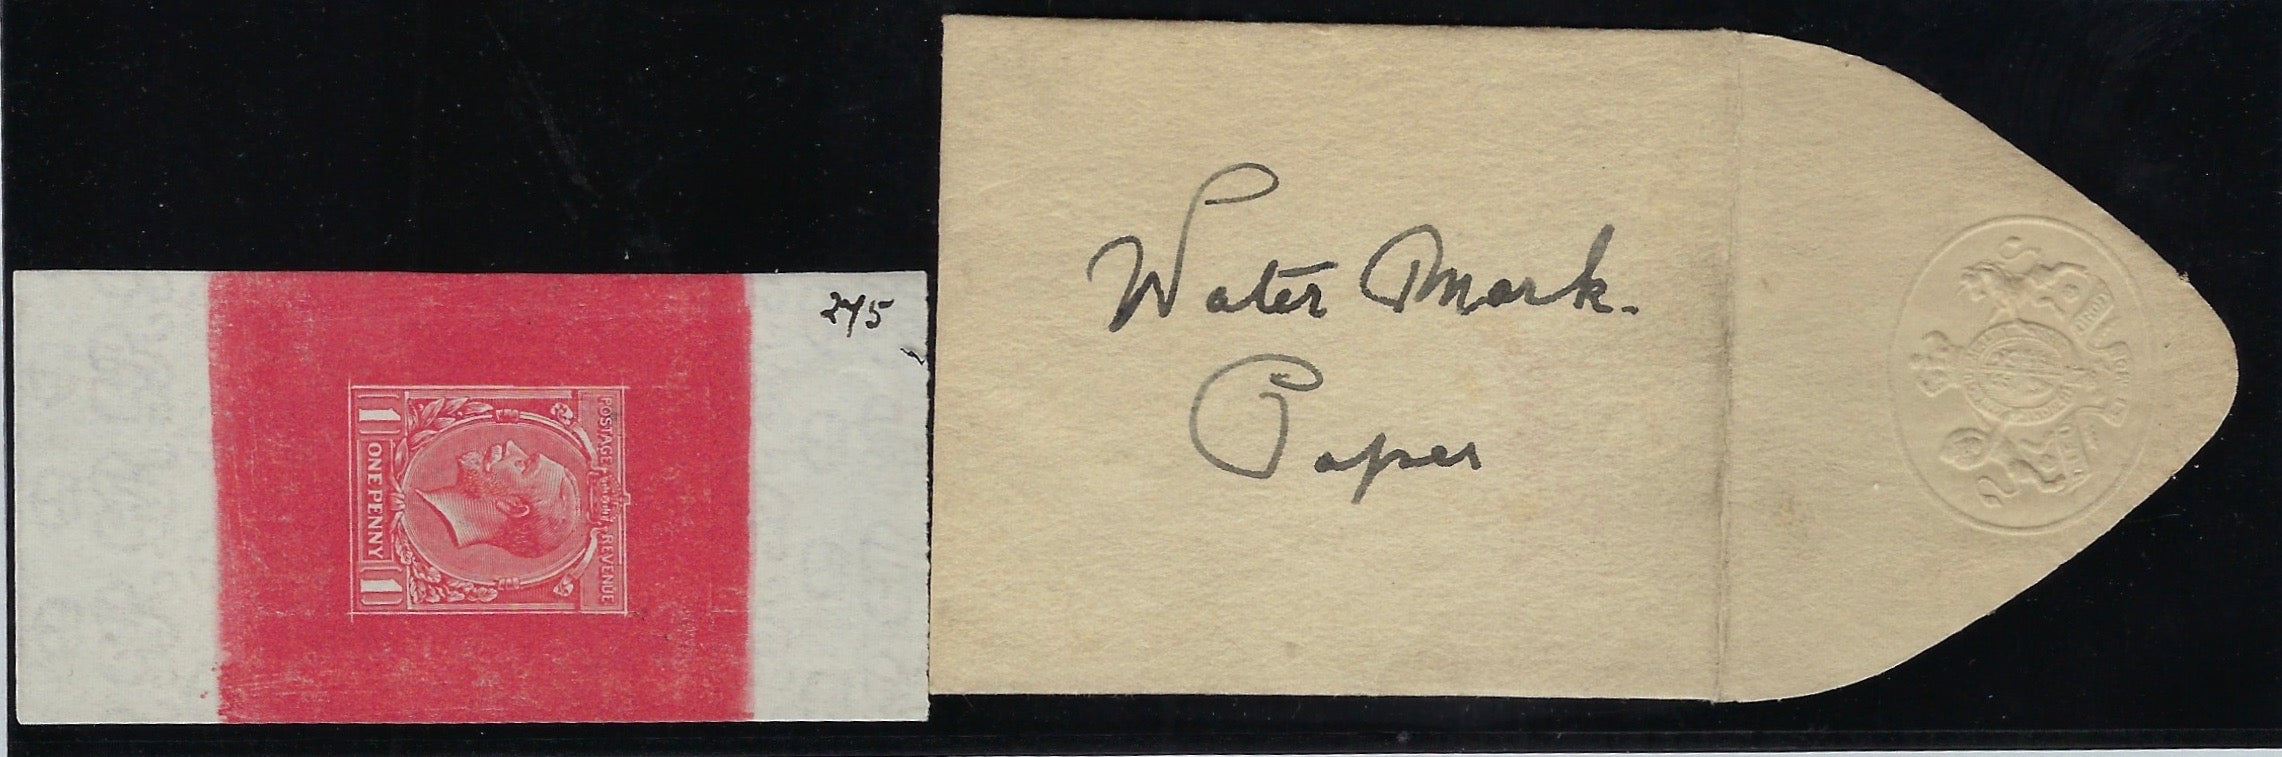 275
POSTAGE REVENUE
1 ONE PENNY 1
Water Mark.
Paper